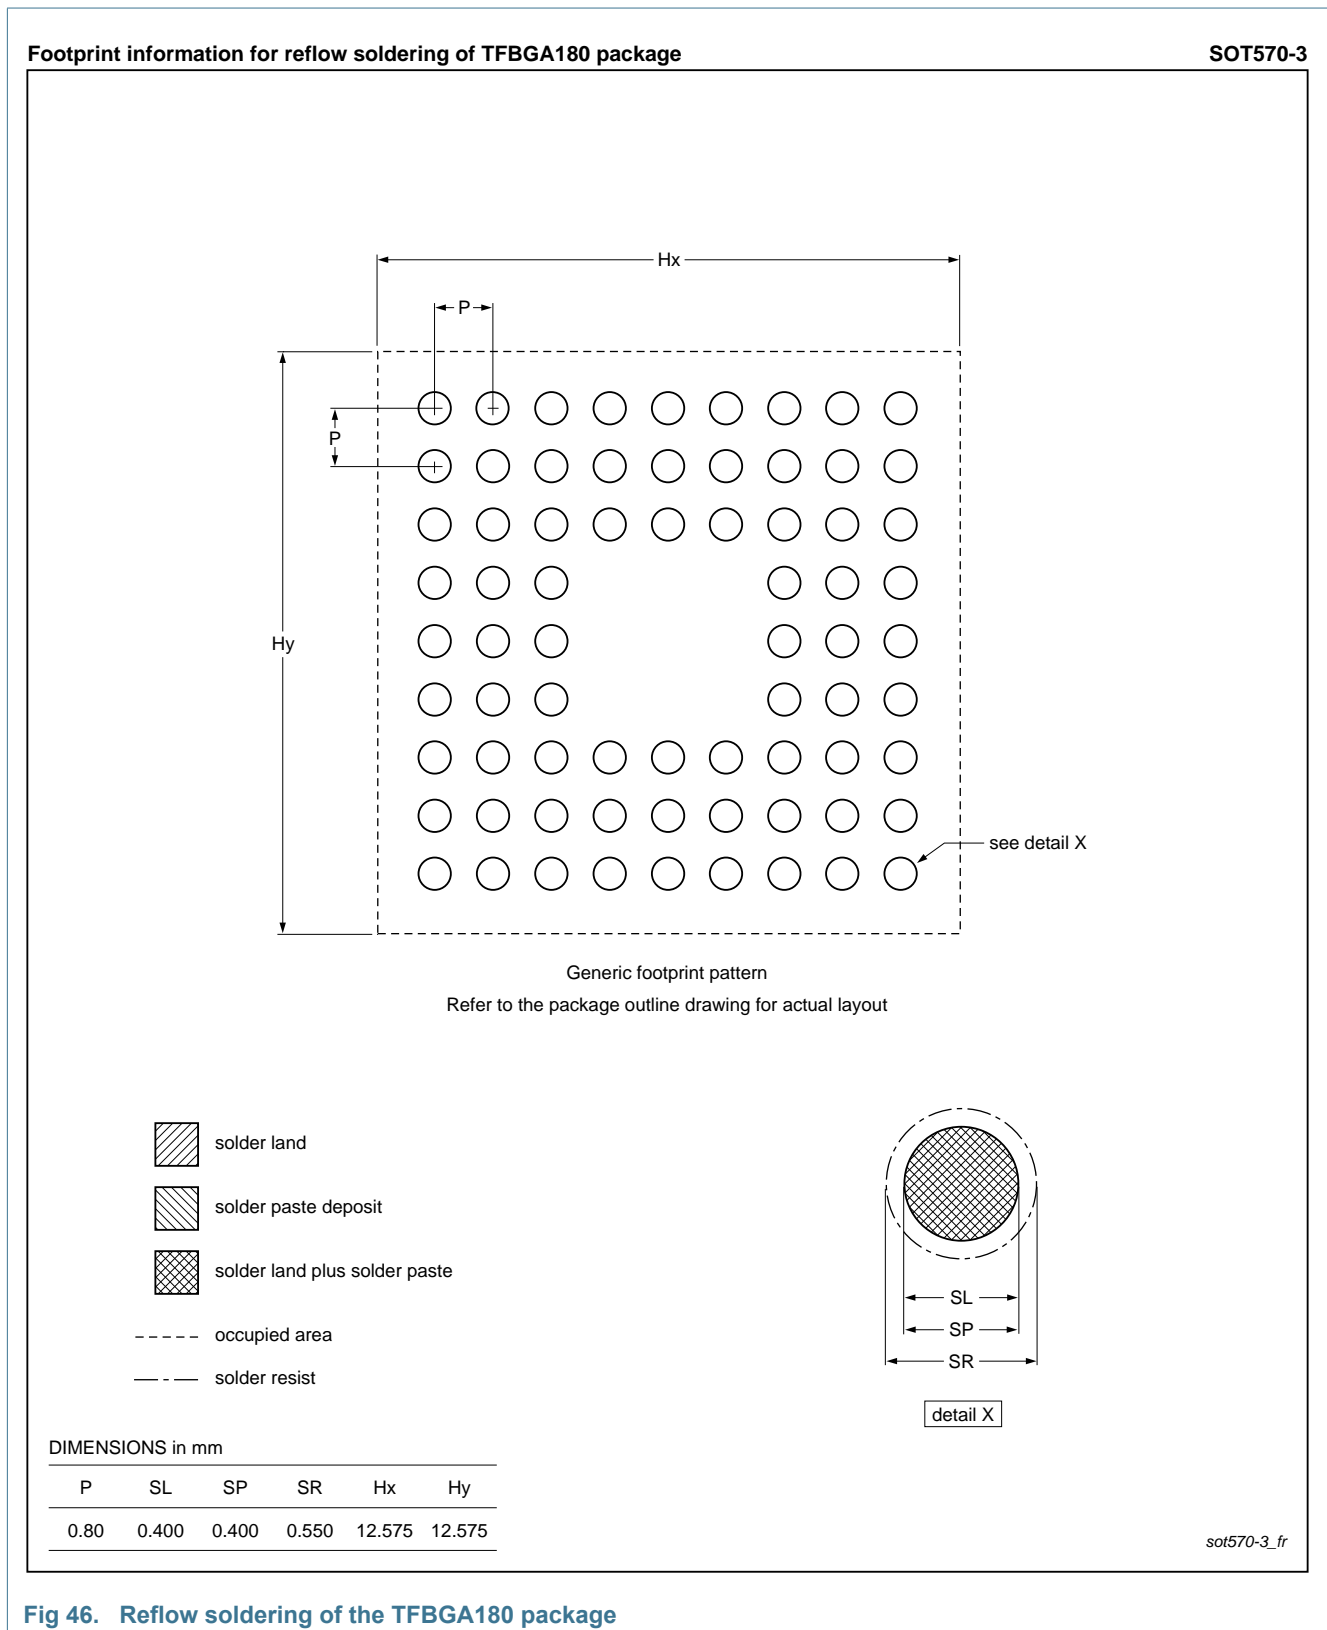 Footprint information for reflow soldering of TFBGA180 package SOT570-3
Hx
P
P
Hy
see detail X
Generic footprint pattern
Refer to the package outline drawing for actual layout
solder land
solder paste deposit
solder land plus solder paste
occupied area
solder resist
SL
SP
SR
detail X
DIMENSIONS in mm
P SL SP SR Hx Hy
0.80 0.400 0.400 0.550 12.575 12.575
sot570-3_fr
Fig 46. Reflow soldering of the TFBGA180 package